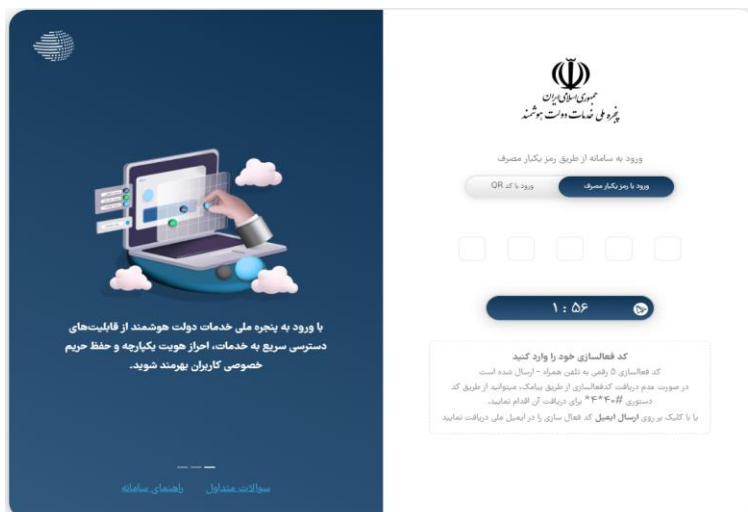 جمهوری اسلامی ایران
پنجره ملی خدمات دولت هوشمند
ورود به سامانه از طریق رمز یکبار مصرف
ورود با رمز یکبار مصرف
ورود با کد QR
۱ : ۵۶
کد فعالسازی خود را وارد کنید
کد فعالسازی ۵ رقمی به تلفن همراه - ارسال شده است
در صورت عدم دریافت کدفعالسازی از طریق پیامک، میتوانید از طریق کد
دستوری #۴۰*۴* برای دریافت آن اقدام نمایید.
یا با کلیک بر روی ارسال ایمیل کد فعال سازی را در ایمیل ملی دریافت نمایید
با ورود به پنجره ملی خدمات دولت هوشمند از قابلیت‌های
دسترسی سریع به خدمات، احراز هویت یکپارچه و حفظ حریم
خصوصی کاربران بهرمند شوید.
سوالات متداول
راهنمای سامانه